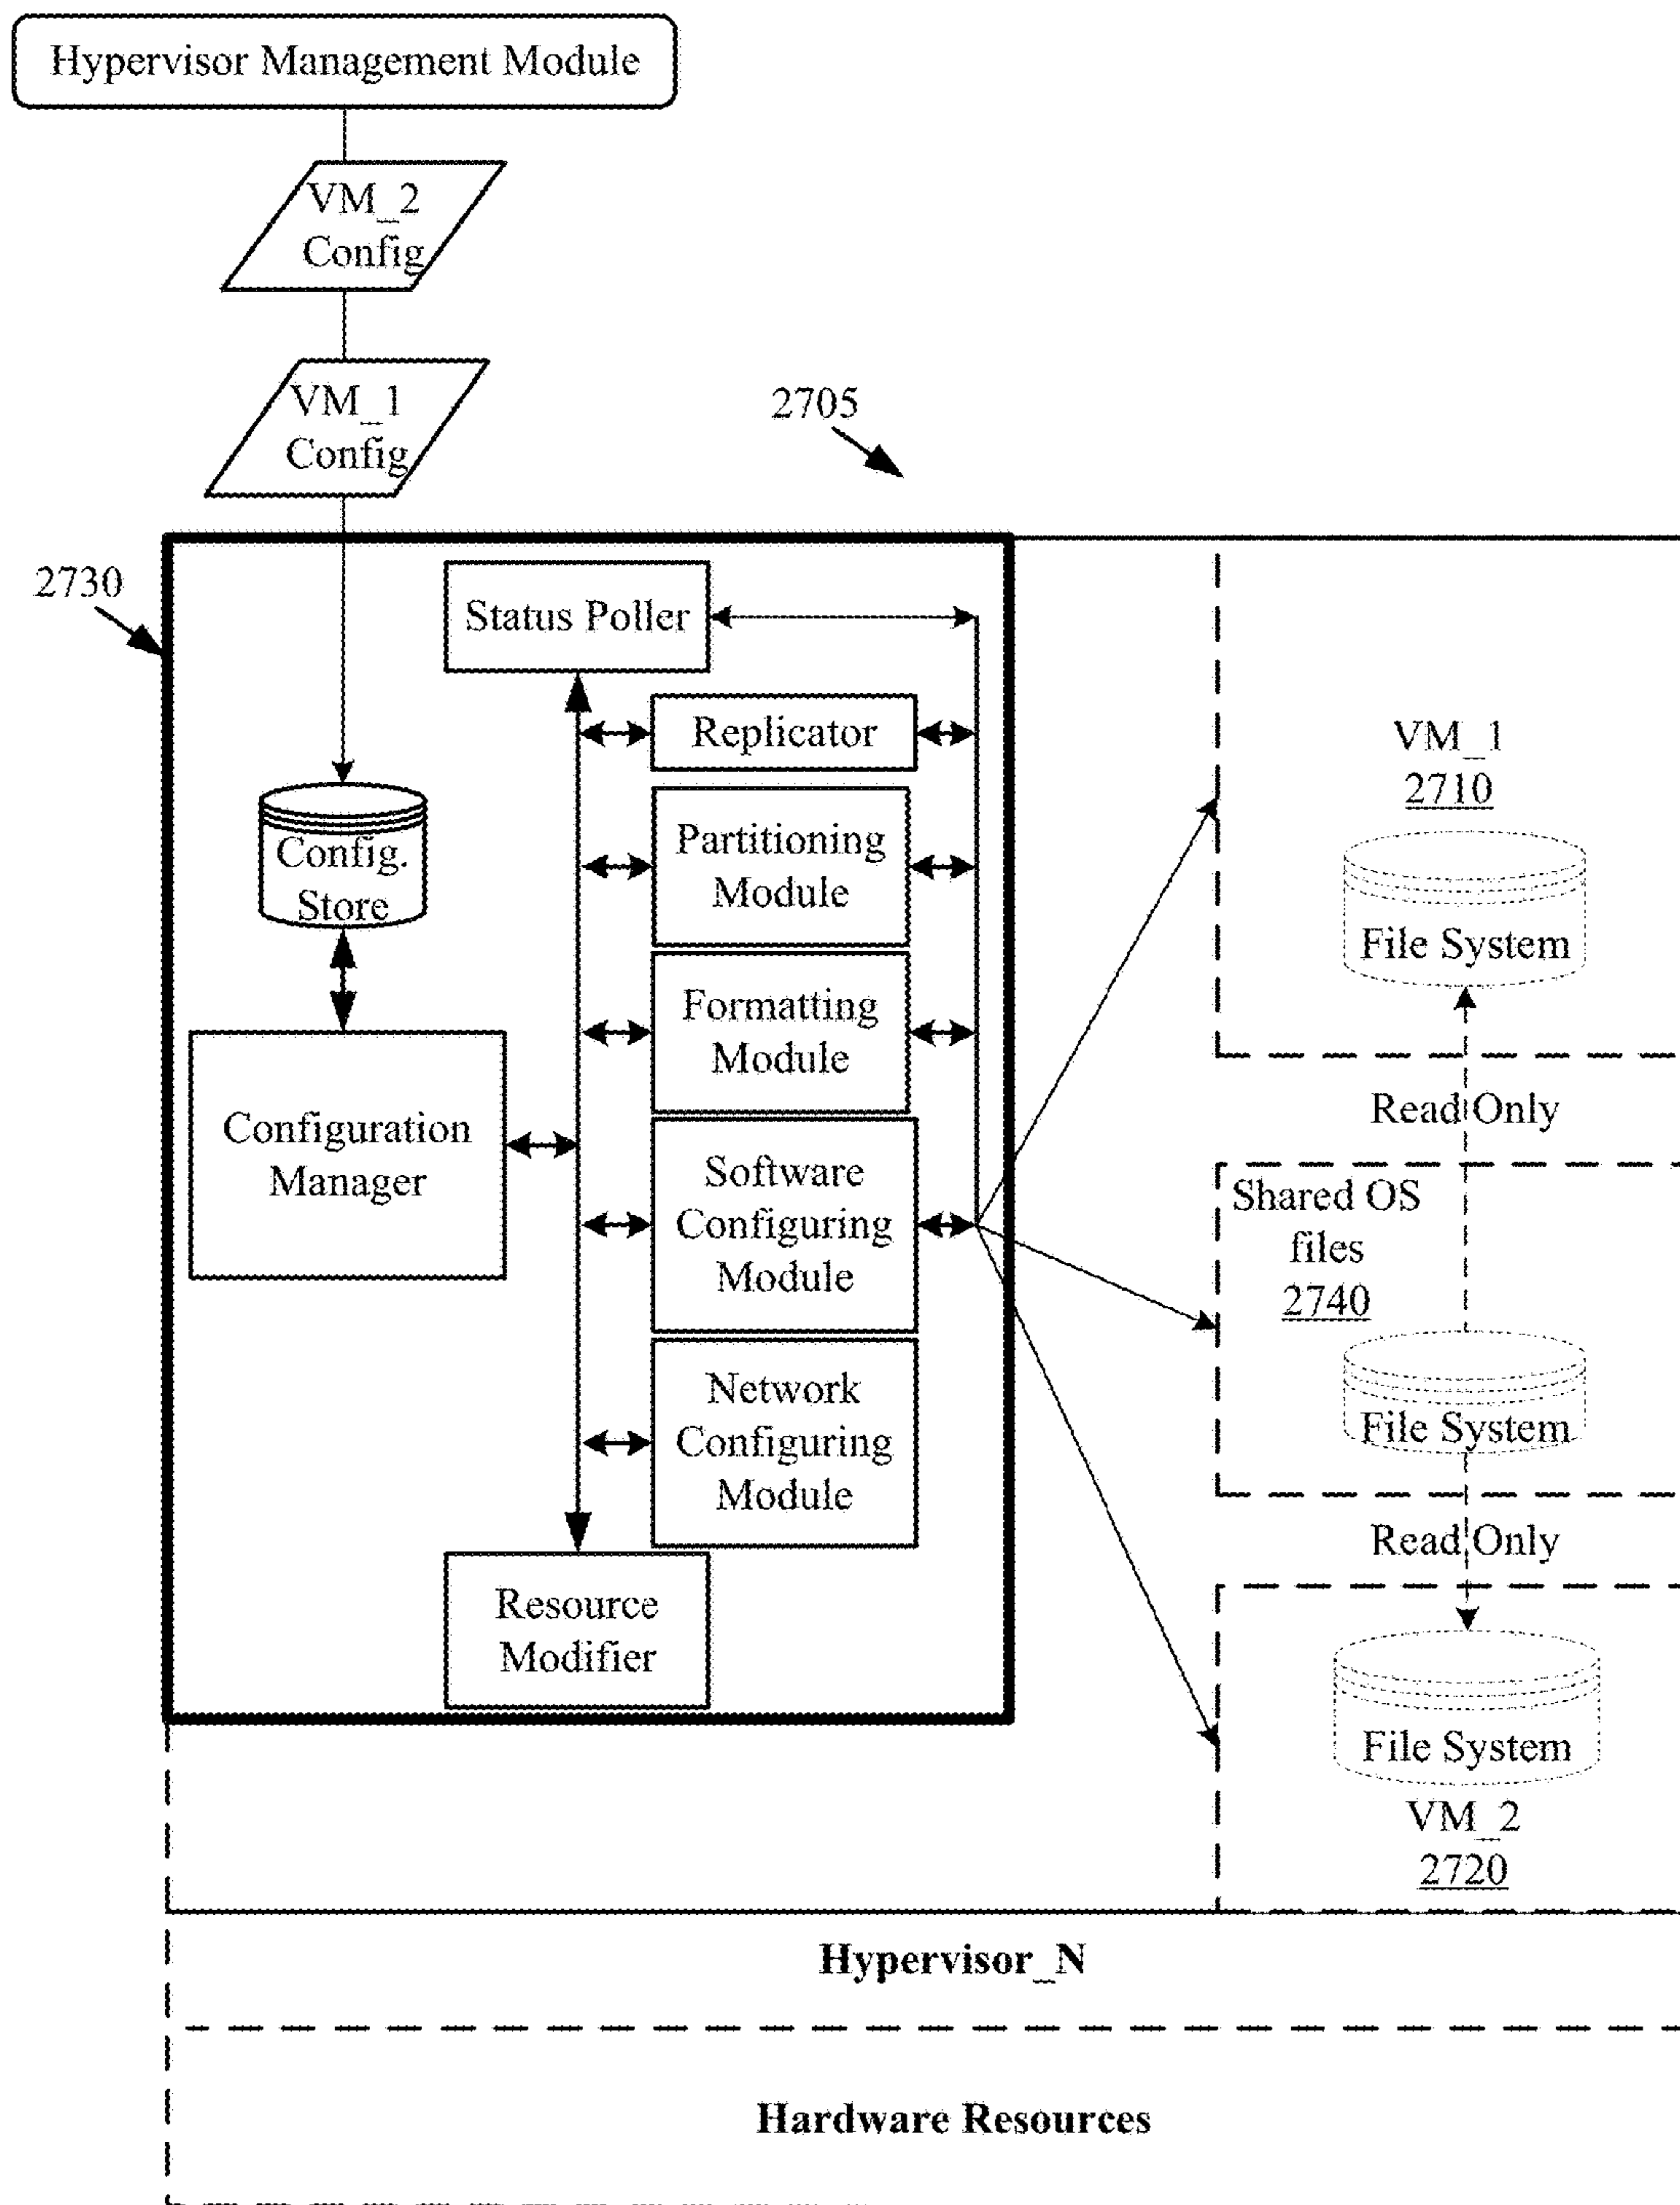 Hypervisor Management Module
VM_2
Config
VM_1
Config
2705
2730
Status Poller
Replicator
Partitioning
Module
Formatting
Module
Software
Configuring
Module
Network
Configuring
Module
Resource
Modifier
Config.
Store
Configuration
Manager
VM_1
2710
File System
Read Only
Shared OS
files
2740
File System
Read Only
File System
VM_2
2720
Hypervisor_N
Hardware Resources